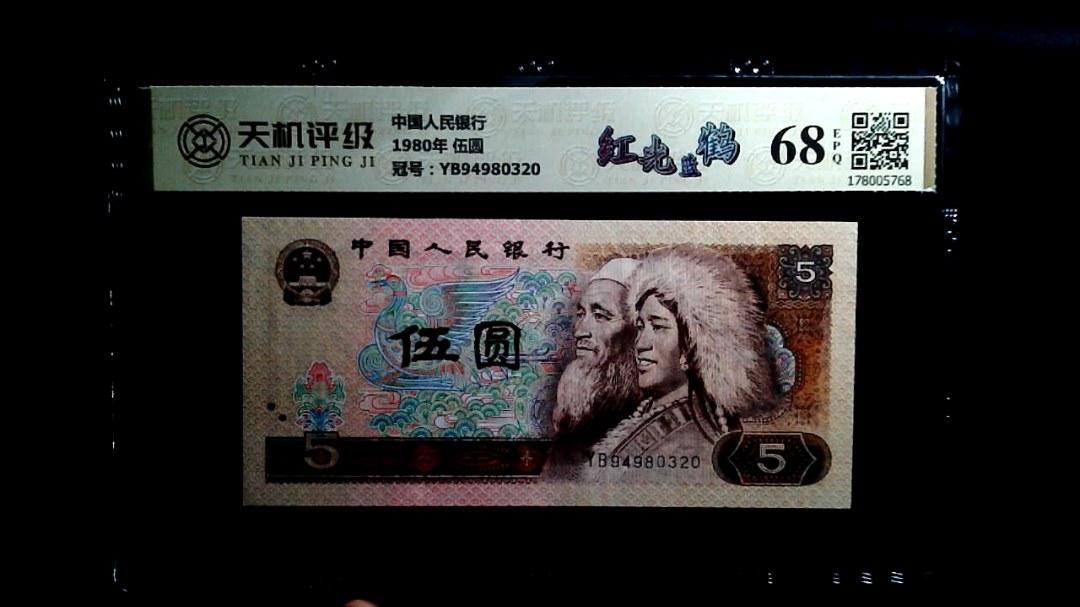 天机评级
TIAN JI PING JI
中国人民银行
1980年 伍圆
冠号：YB94980320
红光蓝鹤
68
EPQ
178005768
中国人民银行
5
伍圆
5
YB94980320
5